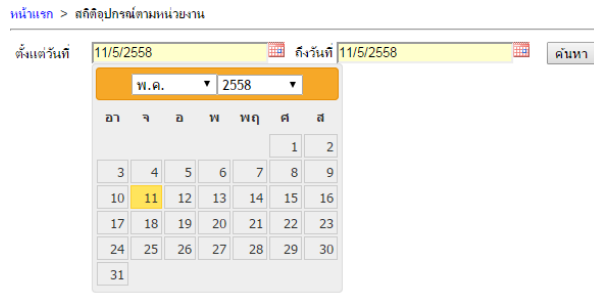 หน้าแรก > สถิติอุปกรณ์ตามหน่วยงาน
ตั้งแต่วันที่ 11/5/2558 ถึงวันที่ 11/5/2558 ค้นหา
พ.ค. 2558
อา จ อ พ พฤ ศ ส
1 2
3 4 5 6 7 8 9
10 11 12 13 14 15 16
17 18 19 20 21 22 23
24 25 26 27 28 29 30
31